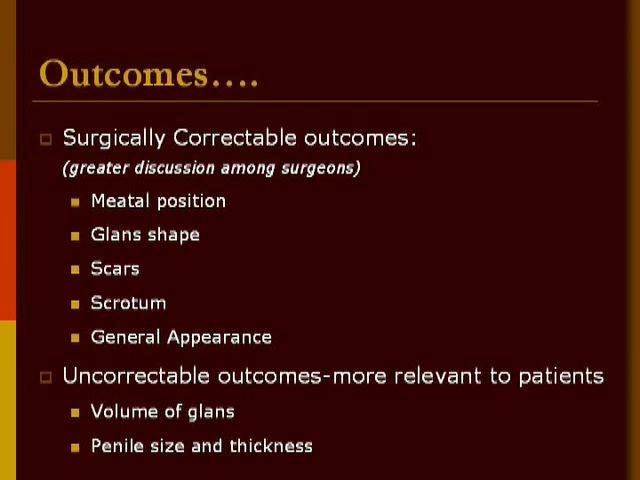 Outcomes….
Surgically Correctable outcomes:
(greater discussion among surgeons)
Meatal position
Glans shape
Scars
Scrotum
General Appearance
Uncorrectable outcomes-more relevant to patients
Volume of glans
Penile size and thickness